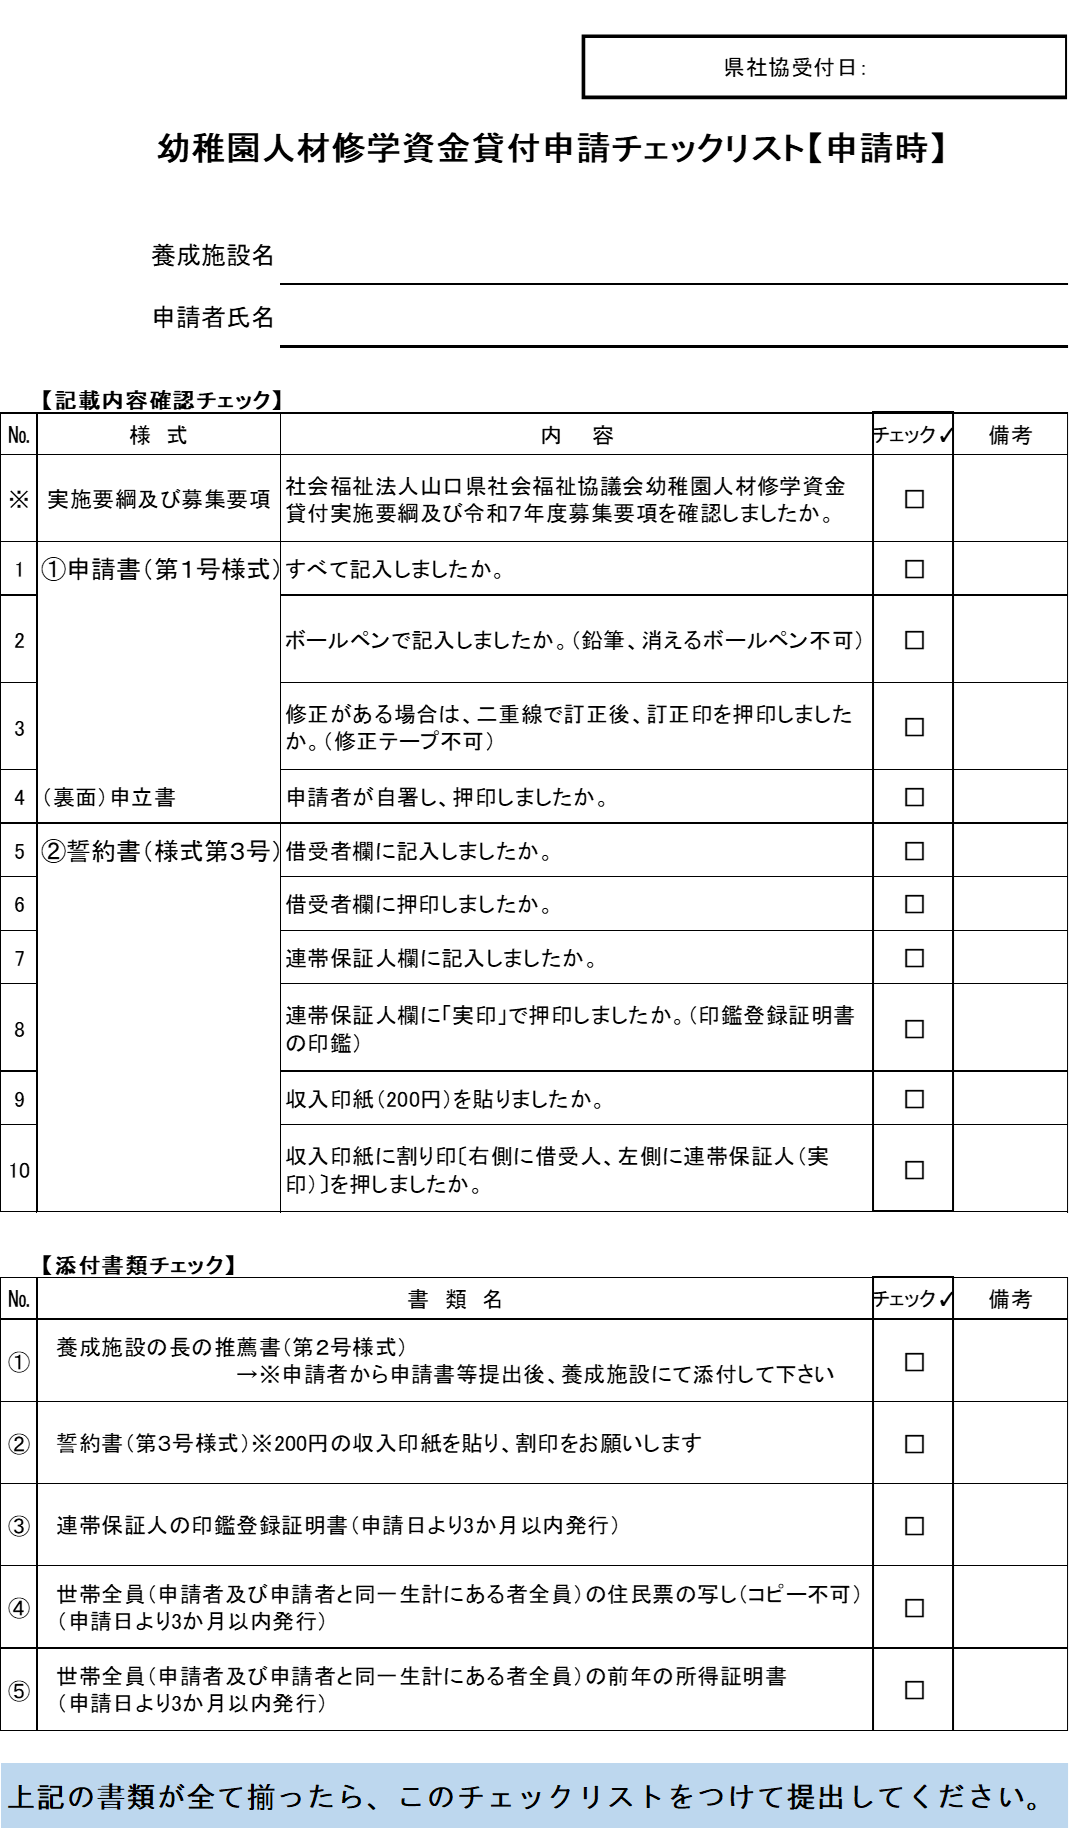 県社協受付日：
幼稚園人材修学資金貸付申請チェックリスト【申請時】
養成施設名
申請者氏名
【記載内容確認チェック】
№ 様 式 内 容 チェック✓ 備考
※ 実施要綱及び募集要項 社会福祉法人山口県社会福祉協議会幼稚園人材修学資金
貸付実施要綱及び令和７年度募集要項を確認しましたか。 □
1 ①申請書（第１号様式） すべて記入しましたか。 □
2 ボールペンで記入しましたか。（鉛筆、消えるボールペン不可） □
3 修正がある場合は、二重線で訂正後、訂正印を押印しました
か。（修正テープ不可） □
4 （裏面）申立書 申請者が自署し、押印しましたか。 □
5 ②誓約書（様式第３号） 借受者欄に記入しましたか。 □
6 借受者欄に押印しましたか。 □
7 連帯保証人欄に記入しましたか。 □
8 連帯保証人欄に「実印」で押印しましたか。（印鑑登録証明書
の印鑑） □
9 収入印紙（200円）を貼りましたか。 □
10 収入印紙に割り印〔右側に借受人、左側に連帯保証人（実
印）〕を押しましたか。 □
【添付書類チェック】
№ 書 類 名 チェック✓ 備考
① 養成施設の長の推薦書（第２号様式）
→※申請者から申請書等提出後、養成施設にて添付して下さい □
② 誓約書（第３号様式）※200円の収入印紙を貼り、割印をお願いします □
③ 連帯保証人の印鑑登録証明書（申請日より3か月以内発行） □
④ 世帯全員（申請者及び申請者と同一生計にある者全員）の住民票の写し（コピー不可）
（申請日より3か月以内発行） □
⑤ 世帯全員（申請者及び申請者と同一生計にある者全員）の前年の所得証明書
（申請日より3か月以内発行） □
上記の書類が全て揃ったら、このチェックリストをつけて提出してください。